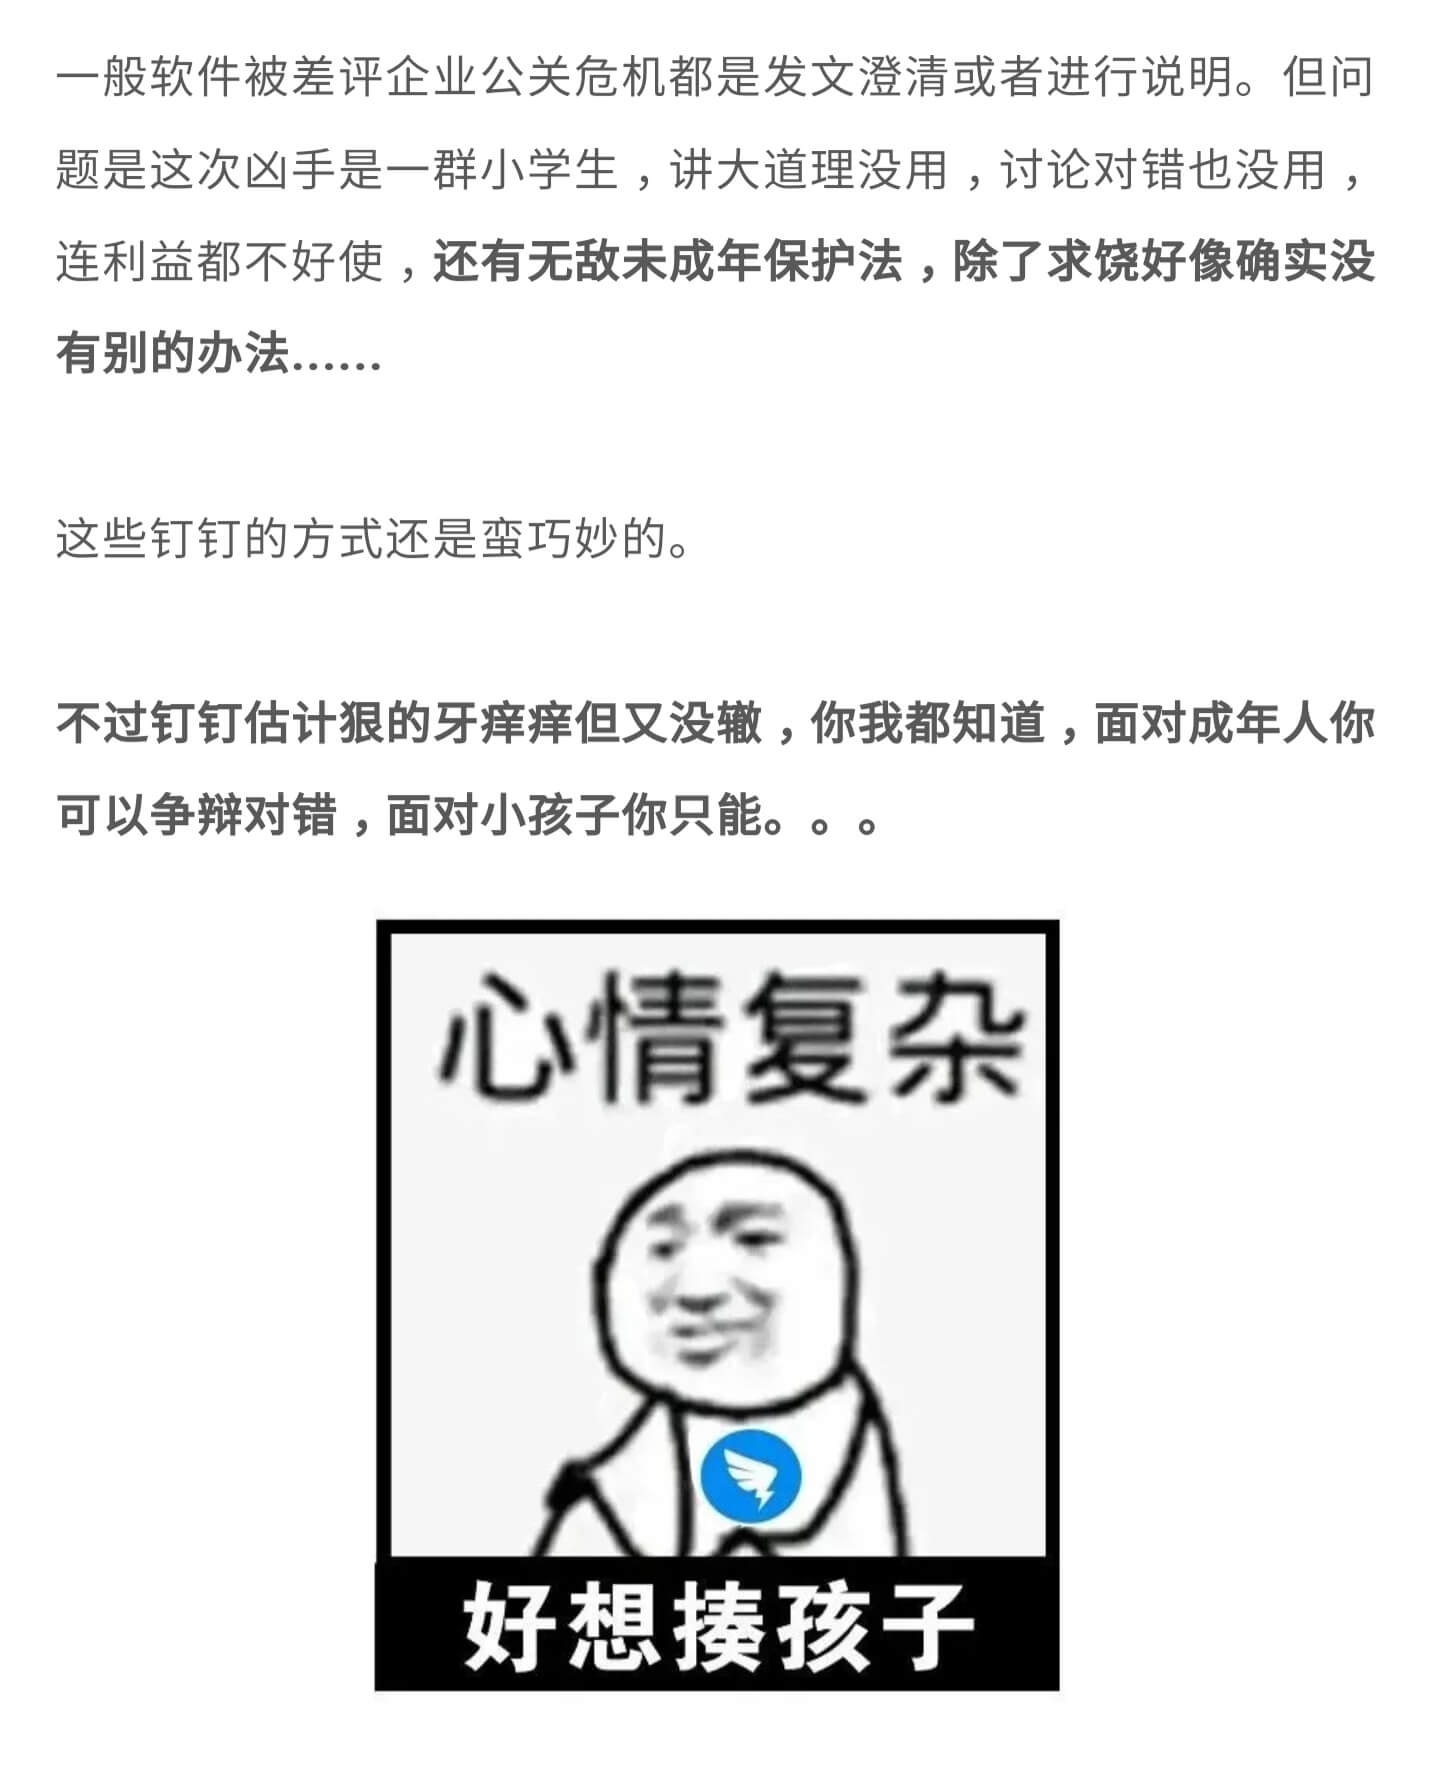 一般软件被差评企业公关危机都是发文澄清或者进行说明。但问
题是这次凶手是一群小学生，讲大道理没用，讨论对错也没用，
连利益都不好使，还有无敌未成年保护法，除了求饶好像确实没
有别的办法……
这些钉钉的方式还是蛮巧妙的。
不过钉钉估计狠的牙痒痒但又没辙，你我都知道，面对成年人你
可以争辩对错，面对小孩子你只能。。。
心情复杂
好想揍孩子